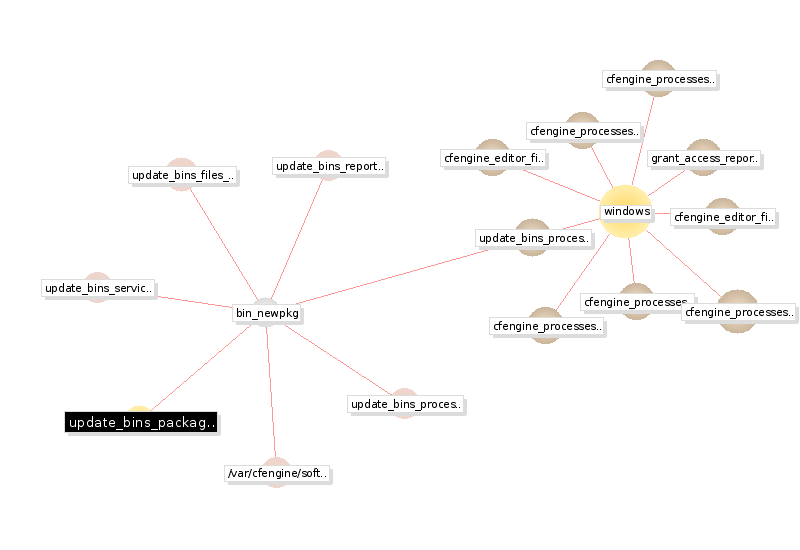 cfengine_processes..
cfengine_processes..
cfengine_editor_fi..
grant_access_repor..
update_bins_report..
update_bins_files_..
windows
cfengine_editor_fi..
update_bins_proces..
update_bins_servic..
cfengine_processes..
cfengine_processes..
bin_newpkg
cfengine_processes..
update_bins_proces..
update_bins_packag..
/var/cfengine/soft..